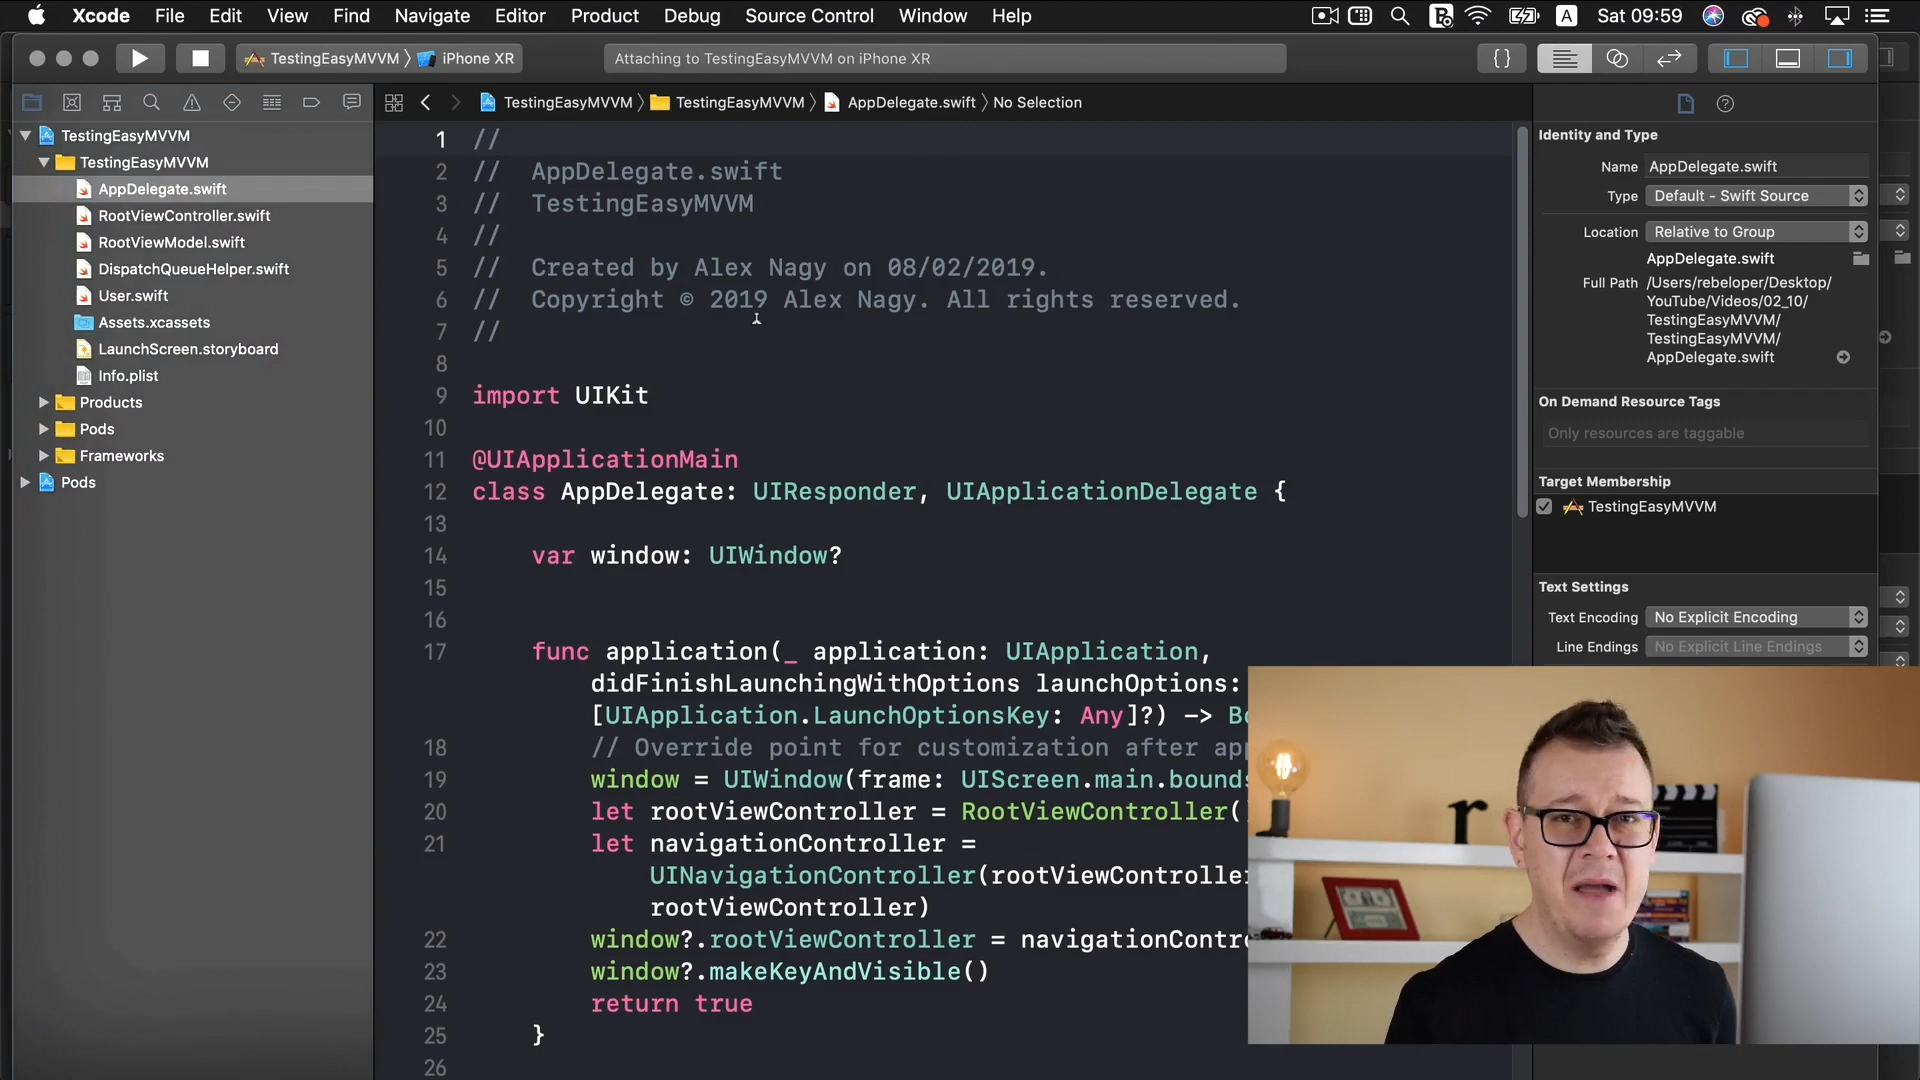 Xcode File Edit View Find Navigate Editor Product Debug Source Control Window Help
A Sat 09:59
TestingEasyMVVM iPhone XR
Attaching to TestingEasyMVVM on iPhone XR
{}
TestingEasyMVVM TestingEasyMVVM AppDelegate.swift No Selection
TestingEasyMVVM
TestingEasyMVVM
AppDelegate.swift
RootViewController.swift
RootViewModel.swift
DispatchQueueHelper.swift
User.swift
Assets.xcassets
LaunchScreen.storyboard
Info.plist
Products
Pods
Frameworks
Pods
1 //
2 // AppDelegate.swift
3 // TestingEasyMVVM
4 //
5 // Created by Alex Nagy on 08/02/2019.
6 // Copyright © 2019 Alex Nagy. All rights reserved.
7 //
8
9 import UIKit
10
11 @UIApplicationMain
12 class AppDelegate: UIResponder, UIApplicationDelegate {
13
14 var window: UIWindow?
15
16
17 func application(_ application: UIApplication,
didFinishLaunchingWithOptions launchOptions:
[UIApplication.LaunchOptionsKey: Any]?) -> Bo
18 // Override point for customization after ap
19 window = UIWindow(frame: UIScreen.main.bounds
20 let rootViewController = RootViewController(
21 let navigationController =
UINavigationController(rootViewController
rootViewController)
22 window?.rootViewController = navigationContro
23 window?.makeKeyAndVisible()
24 return true
25 }
26
Identity and Type
Name AppDelegate.swift
Type Default - Swift Source
Location Relative to Group
AppDelegate.swift
Full Path /Users/rebeloper/Desktop/
YouTube/Videos/02_10/
TestingEasyMVVM/
TestingEasyMVVM/
AppDelegate.swift
On Demand Resource Tags
Only resources are taggable
Target Membership
TestingEasyMVVM
Text Settings
Text Encoding No Explicit Encoding
Line Endings No Explicit Line Endings
r